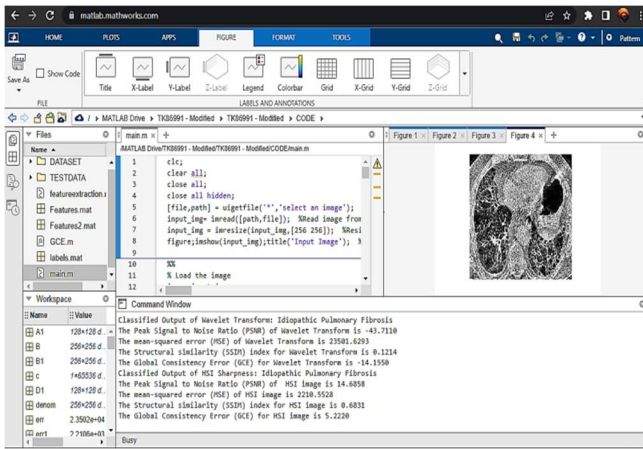 matlab.mathworks.com
HOME PLOTS APPS FIGURE FORMAT TOOLS
Pattern
Save As Show Code
Title X-Label Y-Label Z-Label Legend Colorbar Grid X-Grid Y-Grid Z-Grid
FILE LABELS AND ANNOTATIONS
/ › MATLAB Drive › TK86991 - Modified › TK86991 - Modified › CODE ›
Files
Name
DATASET
TESTDATA
featureextraction.
Features.mat
Features2.mat
GCE.m
labels.mat
main.m
main.m × +
/MATLAB Drive/TK86991 - Modified/TK86991 - Modified/CODE/main.m
1 clc;
2 clear all;
3 close all;
4 close all hidden;
5 [file,path] = uigetfile('*','select an image');
6 input_img= imread([path,file]); %Read image from
7 input_img = imresize(input_img,[256 256]); %Resi
8 figure;imshow(input_img);title('Input Image'); %
9
10 %%
11 % Load the image
12
Figure 1 × Figure 2 × Figure 3 × Figure 4 × +
Workspace
Name Value
A1 128×128 d...
B 256×256 d...
B1 256×256 d...
c 1×65536 d...
D1 128×128 d...
denom 256×256 d...
err 2.3502e+04
err1 2.2106e+03
Command Window
Classified Output of Wavelet Transform: Idiopathic Pulmonary Fibrosis
The Peak Signal to Noise Ratio (PSNR) of Wavelet Transform is -43.7110
The mean-squared error (MSE) of Wavelet Transform is 23501.6293
The Structural similarity (SSIM) index for Wavelet Transform is 0.1214
The Global Consistency Error (GCE) for Wavelet Transform is -14.1550
Classified Output of HSI Sharpness: Idiopathic Pulmonary Fibrosis
The Peak Signal to Noise Ratio (PSNR) of HSI image is 14.6858
The mean-squared error (MSE) of HSI image is 2210.5528
The Structural similarity (SSIM) index for HSI image is 0.6831
The Global Consistency Error (GCE) for HSI image is 5.2220
Busy